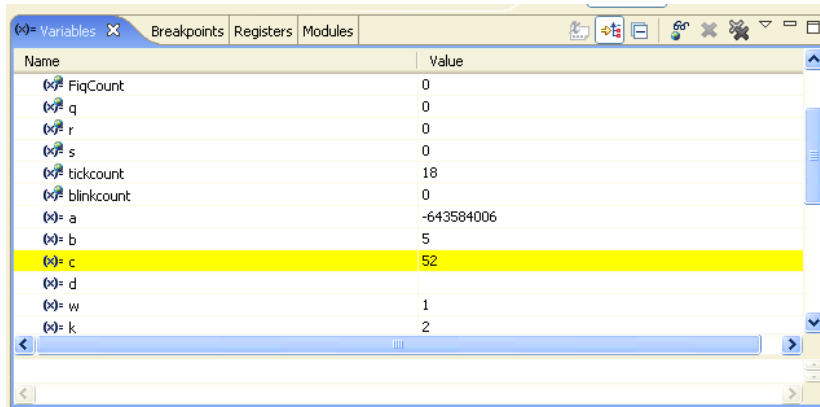 (x)= Variables Breakpoints Registers Modules
Name Value
FiqCount 0
q 0
r 0
s 0
tickcount 18
blinkcount 0
(x)= a -643584006
(x)= b 5
(x)= c 52
(x)= d
(x)= w 1
(x)= k 2